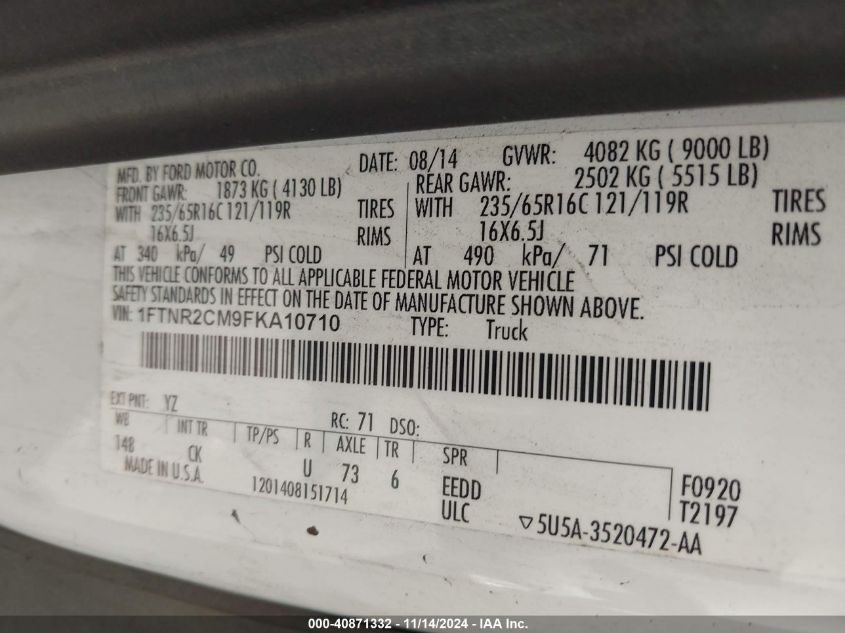 MFD. BY FORD MOTOR CO. DATE: 08/14 GVWR: 4082 KG ( 9000 LB)
FRONT GAWR: 1873 KG ( 4130 LB) REAR GAWR: 2502 KG ( 5515 LB)
WITH 235/65R16C 121/119R TIRES WITH 235/65R16C 121/119R TIRES
16X6.5J RIMS 16X6.5J RIMS
AT 340 kPa/ 49 PSI COLD AT 490 kPa/ 71 PSI COLD
THIS VEHICLE CONFORMS TO ALL APPLICABLE FEDERAL MOTOR VEHICLE
SAFETY STANDARDS IN EFFECT ON THE DATE OF MANUFACTURE SHOWN ABOVE.
VIN: 1FTNR2CM9FKA10710 TYPE: Truck
EXT PNT: YZ RC: 71 DSO:
WB INT TR TP/PS R AXLE TR SPR
148 CK U 73 6 EEDD F0920
MADE IN U.S.A. 1201408151714 ULC T2197
▽5U5A-3520472-AA
000-40871332 - 11/14/2024 - IAA Inc.